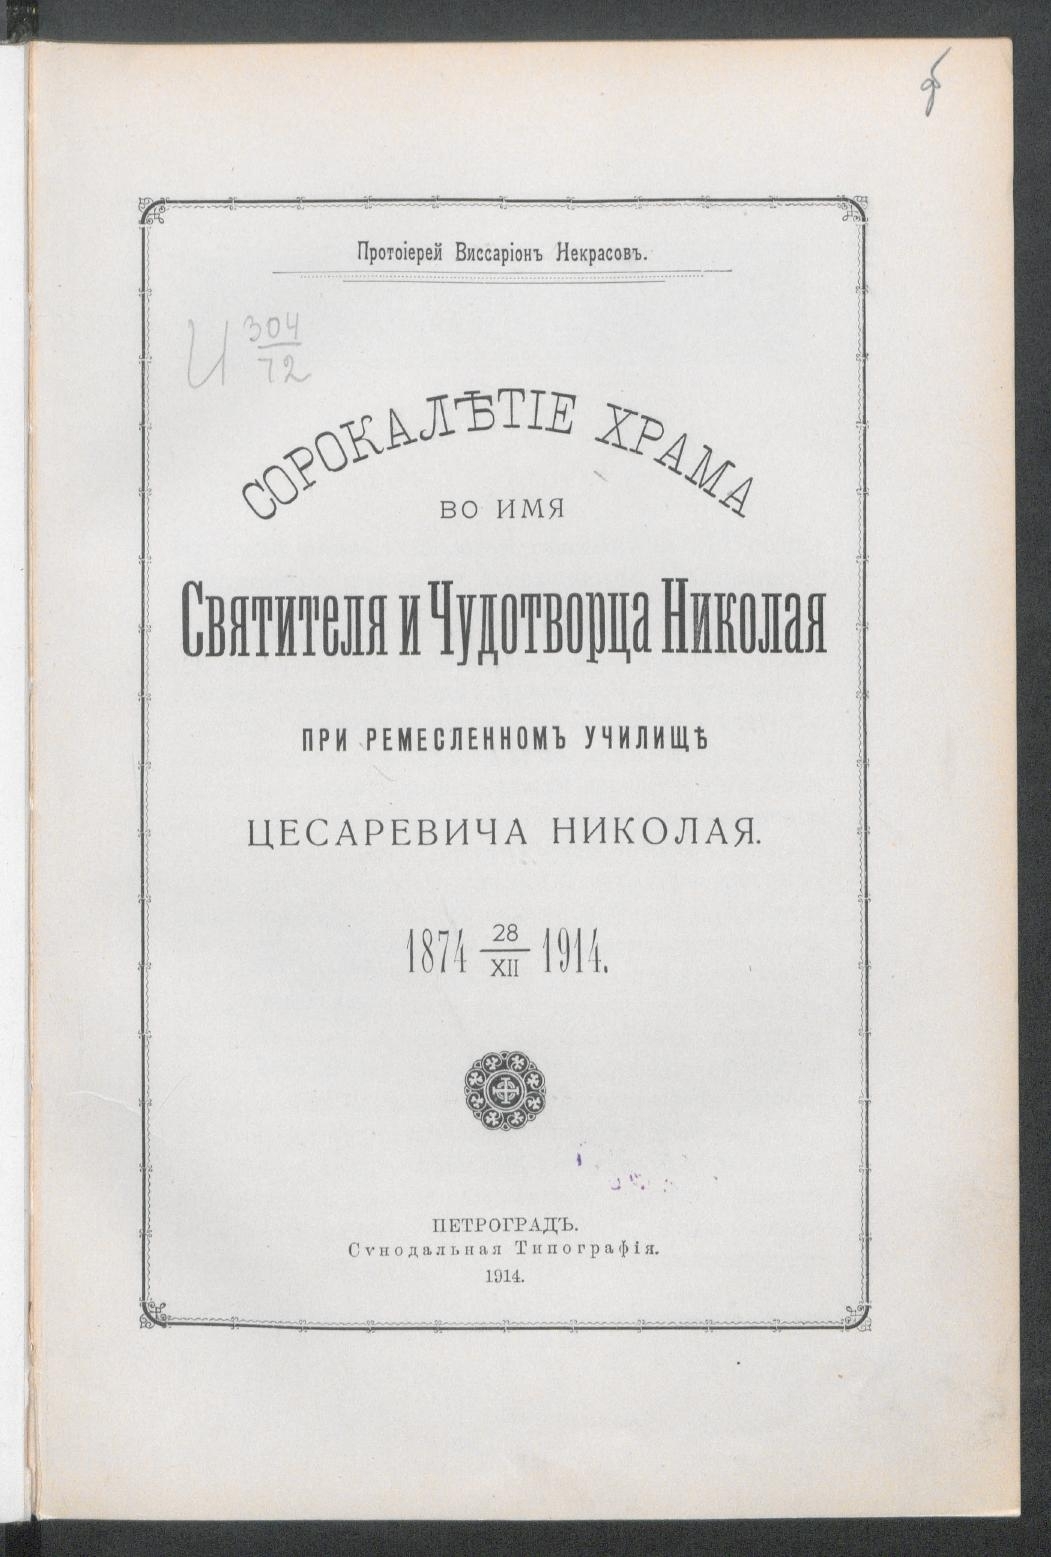 Протоіерей Виссаріонъ Некрасовъ.
И 304/72
СОРОКАЛѢТІЕ ХРАМА
ВО ИМЯ
Святителя и Чудотворца Николая
ПРИ РЕМЕСЛЕННОМЪ УЧИЛИЩѢ
ЦЕСАРЕВИЧА НИКОЛАЯ.
1874 28/XII 1914.
ПЕТРОГРАДЪ.
Сѵнодальная Типографія.
1914.